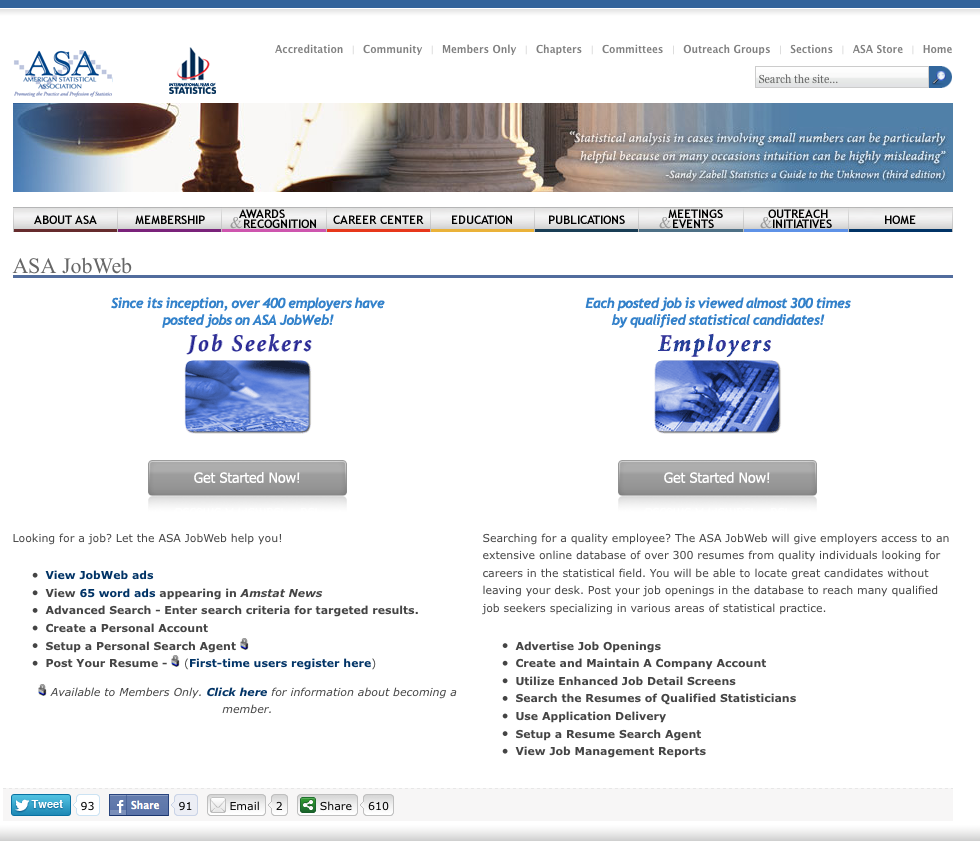 Accreditation | Community | Members Only | Chapters | Committees | Outreach Groups | Sections | ASA Store | Home
ASA
AMERICAN STATISTICAL
ASSOCIATION
Promoting the Practice and Profession of Statistics
INTERNATIONAL YEAR OF
STATISTICS
Search the site...
“Statistical analysis in cases involving small numbers can be particularly
helpful because on many occasions intuition can be highly misleading”
-Sandy Zabell Statistics a Guide to the Unknown (third edition)
ABOUT ASA
MEMBERSHIP
AWARDS
& RECOGNITION
CAREER CENTER
EDUCATION
PUBLICATIONS
MEETINGS
& EVENTS
OUTREACH
& INITIATIVES
HOME
ASA JobWeb
Since its inception, over 400 employers have
posted jobs on ASA JobWeb!
Job Seekers
Get Started Now!
Looking for a job? Let the ASA JobWeb help you!
• View JobWeb ads
• View 65 word ads appearing in Amstat News
• Advanced Search - Enter search criteria for targeted results.
• Create a Personal Account
• Setup a Personal Search Agent
• Post Your Resume - (First-time users register here)
Available to Members Only. Click here for information about becoming a
member.
Each posted job is viewed almost 300 times
by qualified statistical candidates!
Employers
Get Started Now!
Searching for a quality employee? The ASA JobWeb will give employers access to an
extensive online database of over 300 resumes from quality individuals looking for
careers in the statistical field. You will be able to locate great candidates without
leaving your desk. Post your job openings in the database to reach many qualified
job seekers specializing in various areas of statistical practice.
• Advertise Job Openings
• Create and Maintain A Company Account
• Utilize Enhanced Job Detail Screens
• Search the Resumes of Qualified Statisticians
• Use Application Delivery
• Setup a Resume Search Agent
• View Job Management Reports
Tweet 93 Share 91 Email 2 Share 610